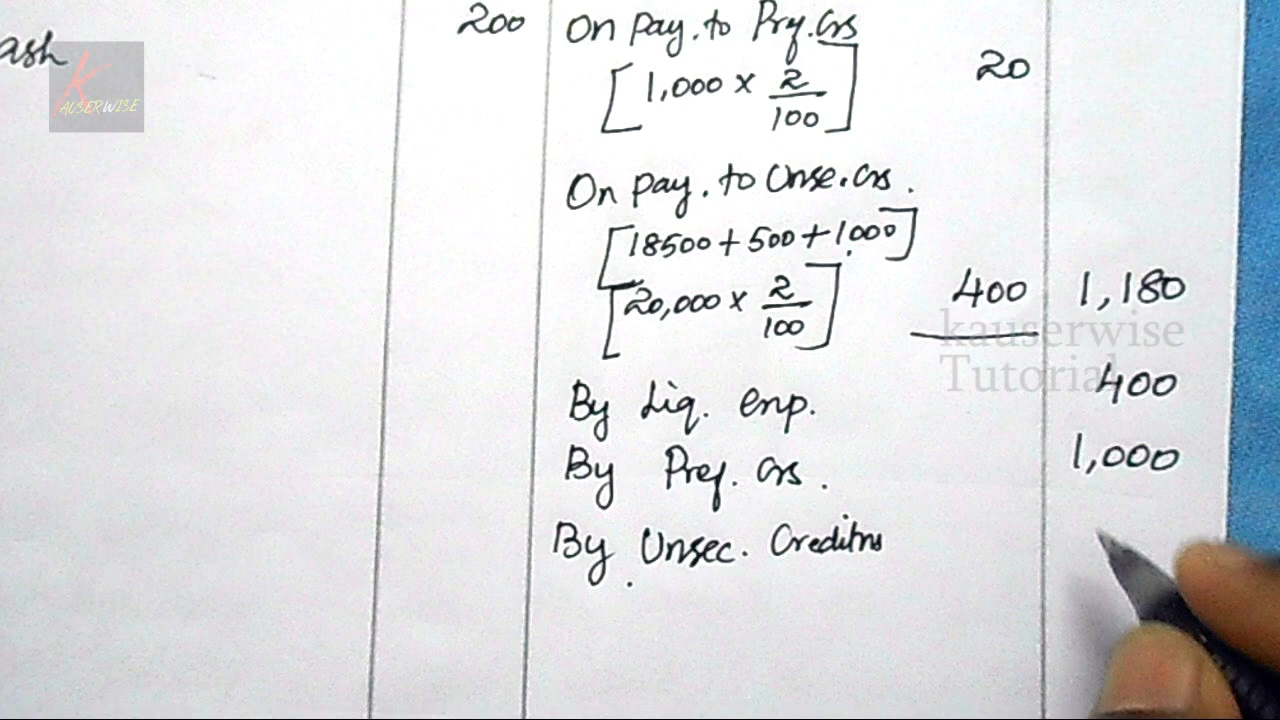 200 On Pay. to Prf. Crs
ash
KAUSERWISE
[1,000 × 2/100] 20
On Pay. to Unse. Crs.
[18500 + 500 + 1,000]
[20,000 × 2/100] 400 1,180
kauserwise
Tutorial
By Liq. Exp. 400
By Pref. Crs. 1,000
By Unsec. Creditors